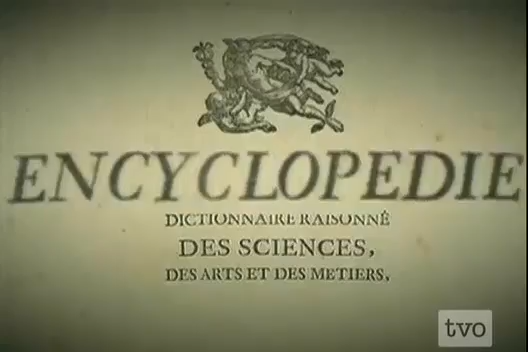 ENCYCLOPEDIE
DICTIONNAIRE RAISONNÉ
DES SCIENCES,
DES ARTS ET DES METIERS,
tvo